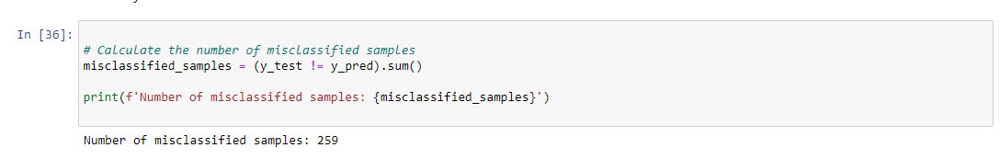 In [36]:
# Calculate the number of misclassified samples
misclassified_samples = (y_test != y_pred).sum()
print(f'Number of misclassified samples: {misclassified_samples}')
Number of misclassified samples: 259